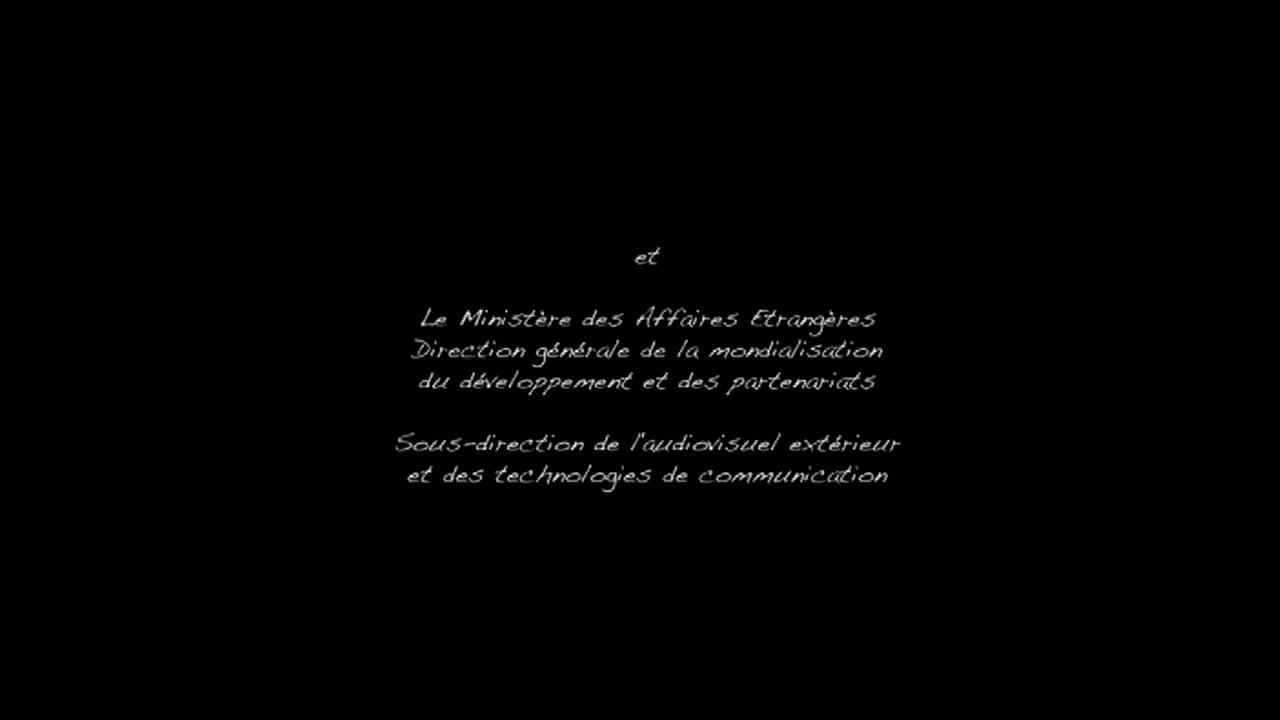 et
Le Ministère des Affaires Etrangères
Direction générale de la mondialisation
du développement et des partenariats
Sous-direction de l'audiovisuel extérieur
et des technologies de communication